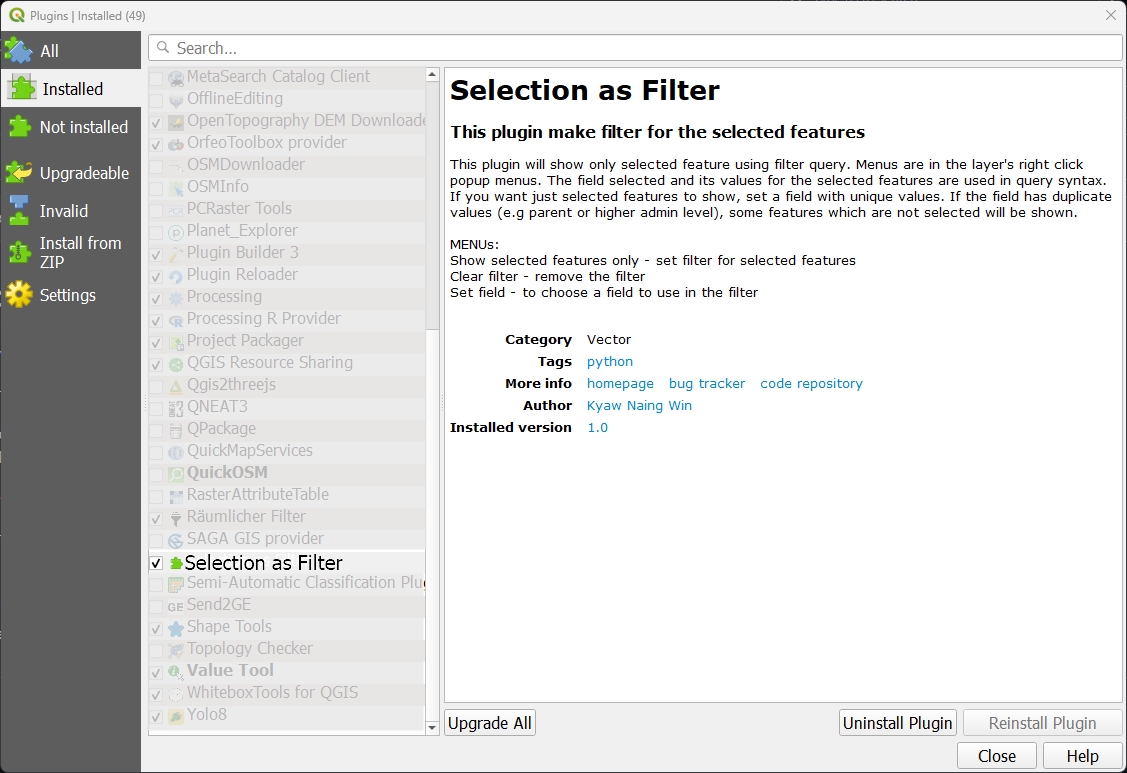 Plugins | Installed (49)
All
Installed
Not installed
Upgradeable
Invalid
Install from
ZIP
Settings
Search...
MetaSearch Catalog Client
OfflineEditing
OpenTopography DEM Downloade
OrfeoToolbox provider
OSMDownloader
OSMInfo
PCRaster Tools
Planet_Explorer
Plugin Builder 3
Plugin Reloader
Processing
Processing R Provider
Project Packager
QGIS Resource Sharing
Qgis2threejs
QNEAT3
QPackage
QuickMapServices
QuickOSM
RasterAttributeTable
Räumlicher Filter
SAGA GIS provider
Selection as Filter
Semi-Automatic Classification Plug
GE Send2GE
Shape Tools
Topology Checker
Value Tool
WhiteboxTools for QGIS
Yolo8
Selection as Filter
This plugin make filter for the selected features
This plugin will show only selected feature using filter query. Menus are in the layer's right click
popup menus. The field selected and its values for the selected features are used in query syntax.
If you want just selected features to show, set a field with unique values. If the field has duplicate
values (e.g parent or higher admin level), some features which are not selected will be shown.
MENUs:
Show selected features only - set filter for selected features
Clear filter - remove the filter
Set field - to choose a field to use in the filter
Category Vector
Tags python
More info homepage bug tracker code repository
Author Kyaw Naing Win
Installed version 1.0
Upgrade All
Uninstall Plugin
Reinstall Plugin
Close
Help